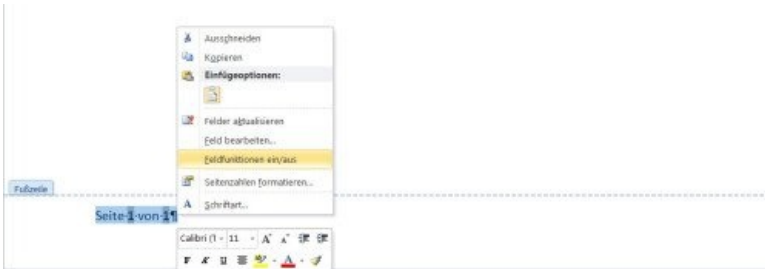 Ausschneiden
Kopieren
Einfügeoptionen:
Felder aktualisieren
Feld bearbeiten...
Feldfunktionen ein/aus
Seitenzahlen formatieren...
Schriftart...
Fußzeile
Seite·1·von·1¶
Calibri (T 11 A A
F K U A